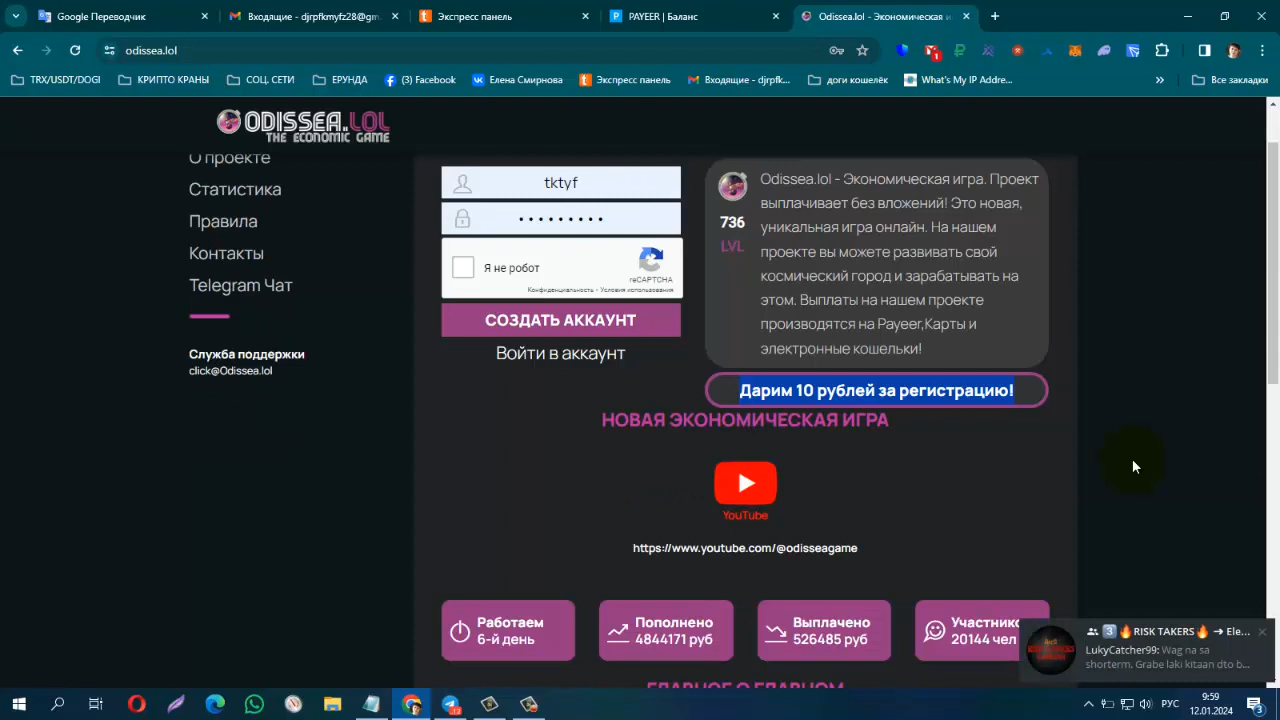 Google Переводчик
Входящие - djrpfkmyfz28@gm
Экспресс панель
PAYEER | Баланс
Odissea.lol - Экономическая и
odissea.lol
1
TRX/USDT/DOGI
КРИПТО КРАНЫ
СОЦ. СЕТИ
ЕРУНДА
(3) Facebook
Елена Смирнова
Экспресс панель
Входящие - djrpfk...
доги кошелёк
What's My IP Addre...
»
Все закладки
ODISSEA.LOL
THE ECONOMIC GAME
О проекте
Статистика
Правила
Контакты
Telegram Чат
Служба поддержки
click@Odissea.lol
tktyf
•••••••••
Я не робот
reCAPTCHA
Конфиденциальность - Условия использования
СОЗДАТЬ АККАУНТ
Войти в аккаунт
736
LVL
Odissea.lol - Экономическая игра. Проект
выплачивает без вложений! Это новая,
уникальная игра онлайн. На нашем
проекте вы можете развивать свой
космический город и зарабатывать на
этом. Выплаты на нашем проекте
производятся на Payeer,Карты и
электронные кошельки!
Дарим 10 рублей за регистрацию!
НОВАЯ ЭКОНОМИЧЕСКАЯ ИГРА
YouTube
https://www.youtube.com/@odisseagame
Работаем
6-й день
Пополнено
4844171 руб
Выплачено
526485 руб
Участнико
20144 чел
ГЛАВНОЕ О ГЛАВНОМ
3 🔥RISK TAKERS🔥 → Ele...
LukyCatcher99: Wag na sa
shorterm. Grabe laki kitaan dto b...
РУС
9:59
12.01.2024
3